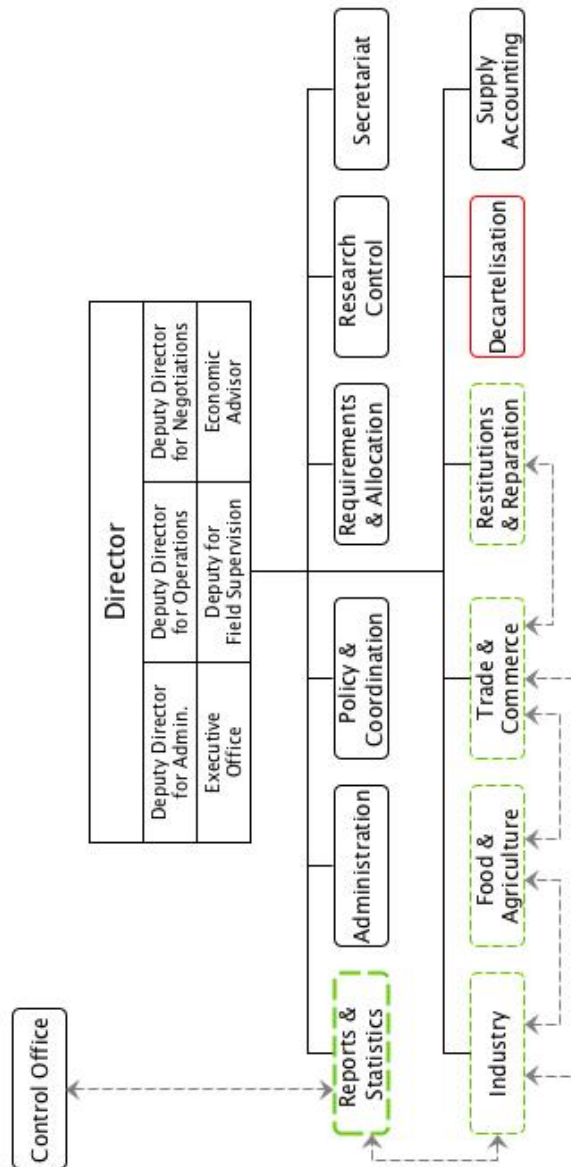 Control Office
Director
Deputy Director
for Admin.
Deputy Director
for Operations
Deputy Director
for Negotiations
Executive
Office
Deputy for
Field Supervision
Economic
Advisor
Reports &
Statistics
Administration
Policy &
Coordination
Requirements
& Allocation
Research
Control
Secretariat
Industry
Food &
Agriculture
Trade &
Commerce
Restitutions
& Reparation
Decartelisation
Supply
Accounting